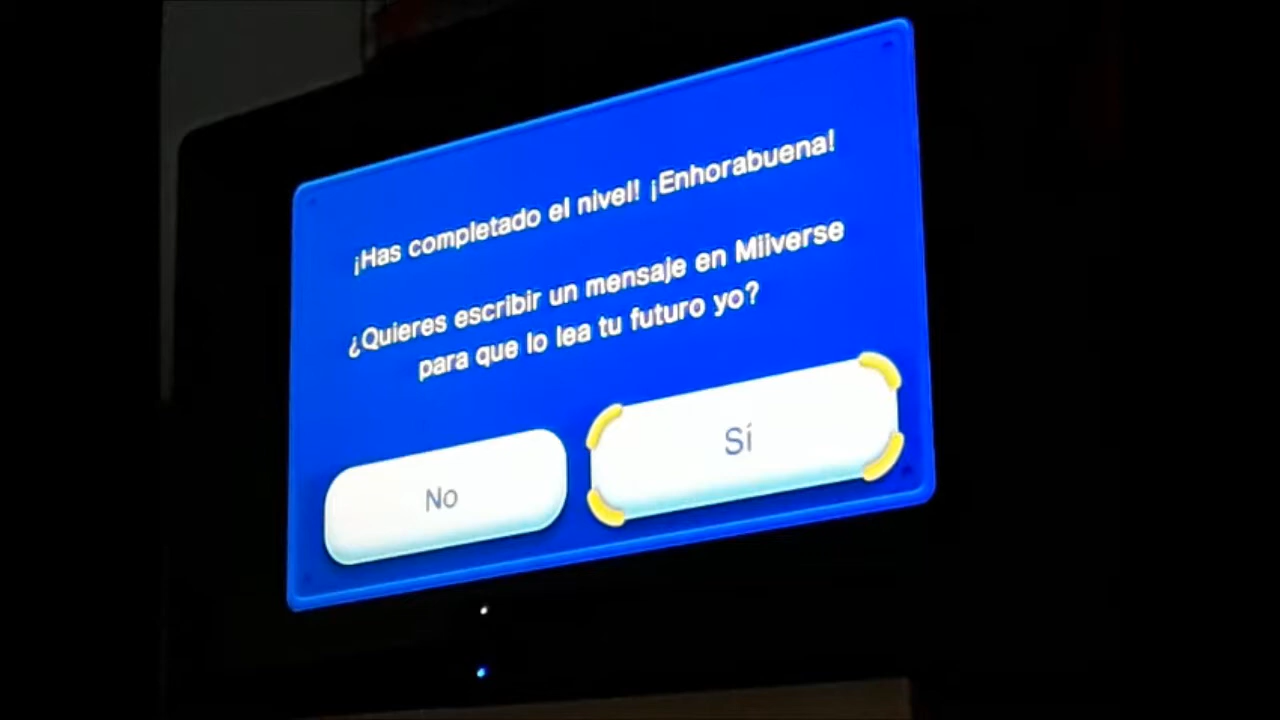 ¡Has completado el nivel! ¡Enhorabuena!
¿Quieres escribir un mensaje en Miiverse
para que lo lea tu futuro yo?
No
Sí